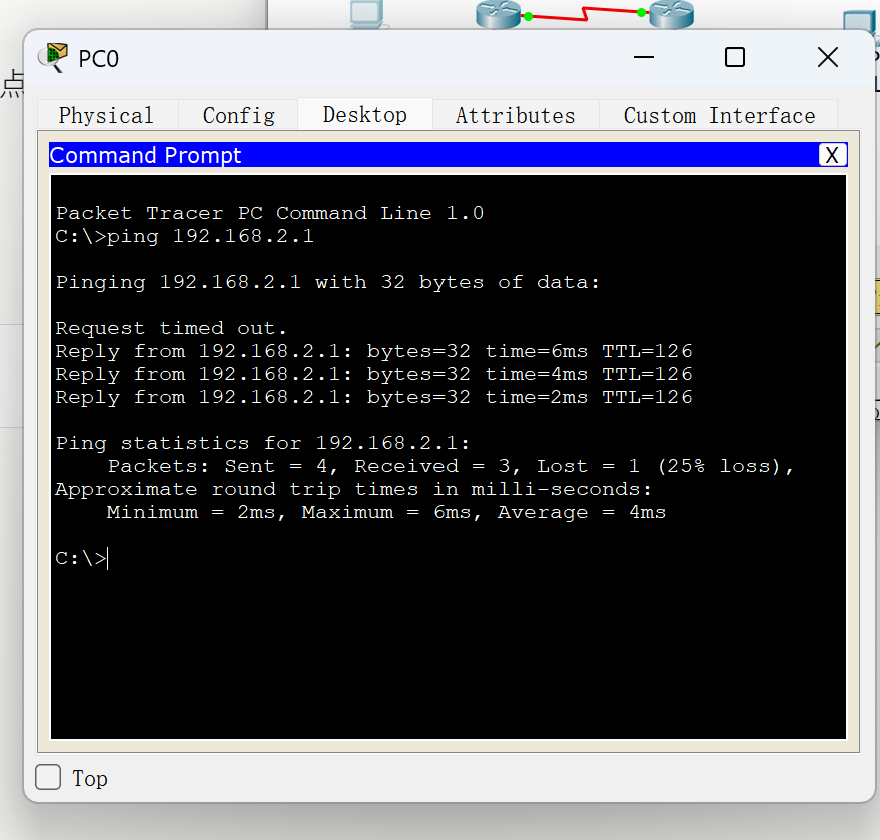 点
PC0
Physical Config Desktop Attributes Custom Interface
Command Prompt X
Packet Tracer PC Command Line 1.0
C:\>ping 192.168.2.1
Pinging 192.168.2.1 with 32 bytes of data:
Request timed out.
Reply from 192.168.2.1: bytes=32 time=6ms TTL=126
Reply from 192.168.2.1: bytes=32 time=4ms TTL=126
Reply from 192.168.2.1: bytes=32 time=2ms TTL=126
Ping statistics for 192.168.2.1:
Packets: Sent = 4, Received = 3, Lost = 1 (25% loss),
Approximate round trip times in milli-seconds:
Minimum = 2ms, Maximum = 6ms, Average = 4ms
C:\>
Top